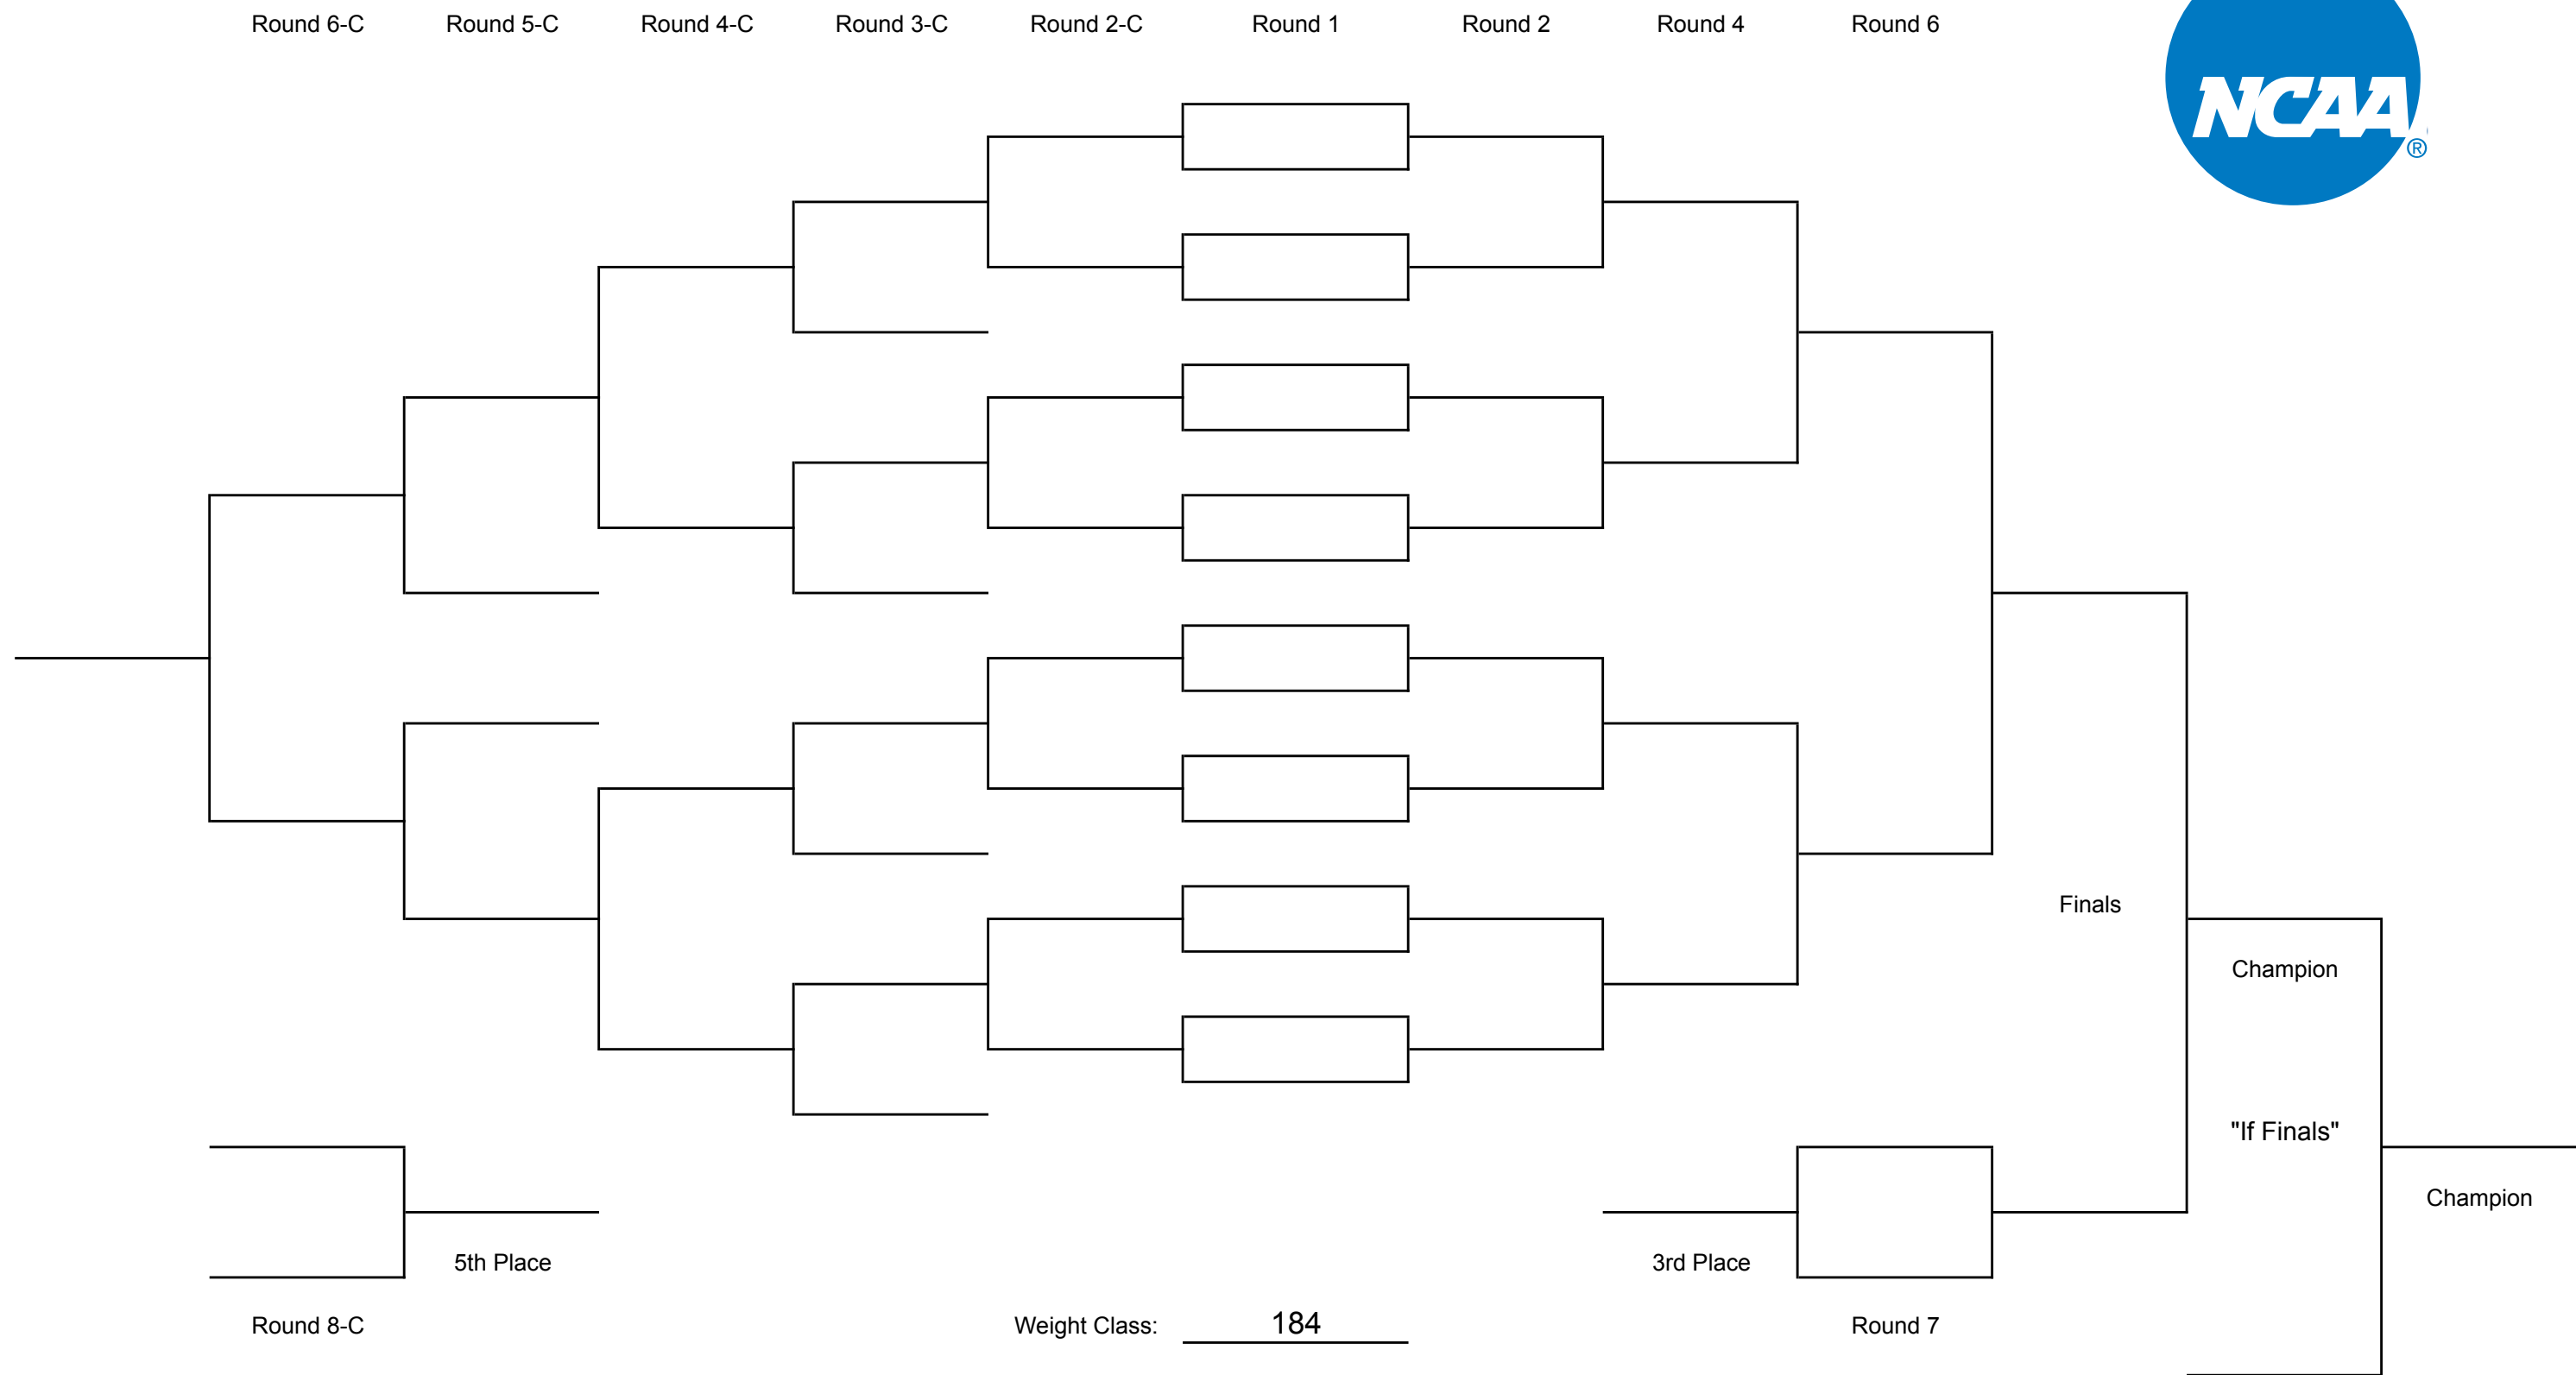 Round 6-C Round 5-C Round 4-C Round 3-C Round 2-C Round 1 Round 2 Round 4 Round 6
NCAA
®
Finals
Champion
"If Finals"
Champion
5th Place 3rd Place
Round 8-C Weight Class: 184 Round 7